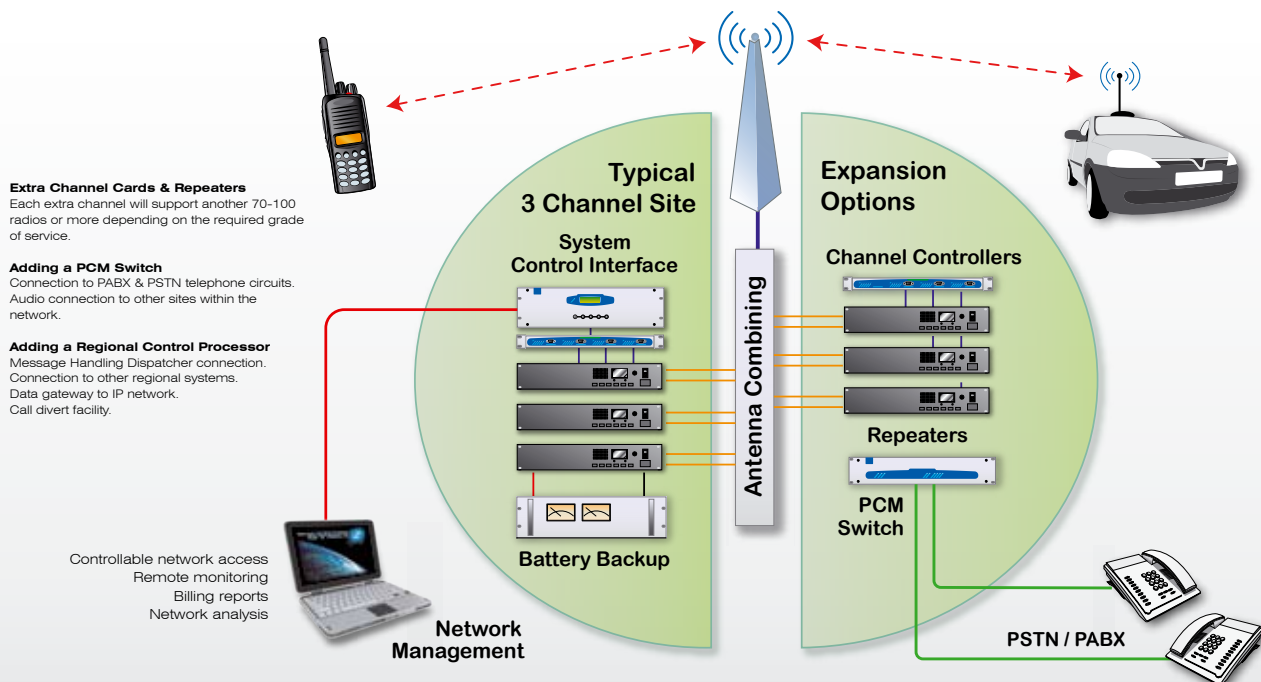 Extra Channel Cards & Repeaters
Each extra channel will support another 70-100
radios or more depending on the required grade
of service.
Adding a PCM Switch
Connection to PABX & PSTN telephone circuits.
Audio connection to other sites within the
network.
Adding a Regional Control Processor
Message Handling Dispatcher connection.
Connection to other regional systems.
Data gateway to IP network.
Call divert facility.
Controllable network access
Remote monitoring
Billing reports
Network analysis
Network
Management
Typical
3 Channel Site
System
Control Interface
Battery Backup
Antenna Combining
Expansion
Options
Channel Controllers
Repeaters
PCM
Switch
PSTN / PABX